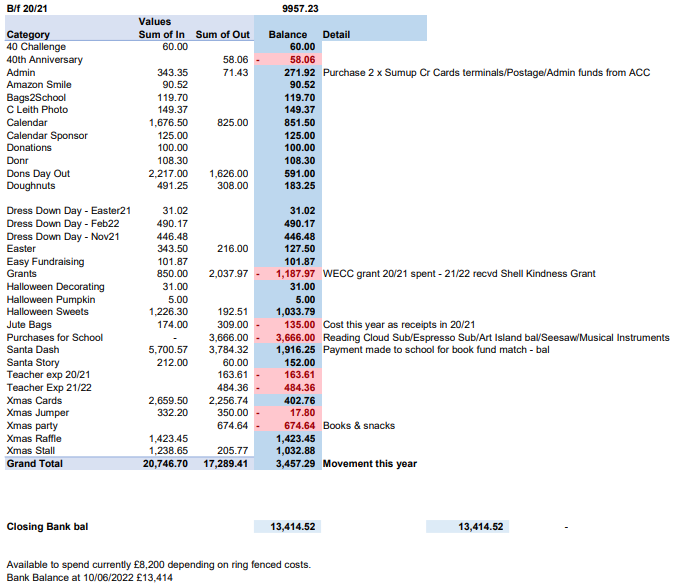 B/f 20/21 9957.23
Values
Category Sum of In Sum of Out Balance Detail
40 Challenge 60.00 60.00
40th Anniversary 58.06 - 58.06
Admin 343.35 71.43 271.92 Purchase 2 x Sumup Cr Cards terminals/Postage/Admin funds from ACC
Amazon Smile 90.52 90.52
Bags2School 119.70 119.70
C Leith Photo 149.37 149.37
Calendar 1,676.50 825.00 851.50
Calendar Sponsor 125.00 125.00
Donations 100.00 100.00
Donr 108.30 108.30
Dons Day Out 2,217.00 1,626.00 591.00
Doughnuts 491.25 308.00 183.25
Dress Down Day - Easter21 31.02 31.02
Dress Down Day - Feb22 490.17 490.17
Dress Down Day - Nov21 446.48 446.48
Easter 343.50 216.00 127.50
Easy Fundraising 101.87 101.87
Grants 850.00 2,037.97 - 1,187.97 WECC grant 20/21 spent - 21/22 recvd Shell Kindness Grant
Halloween Decorating 31.00 31.00
Halloween Pumpkin 5.00 5.00
Halloween Sweets 1,226.30 192.51 1,033.79
Jute Bags 174.00 309.00 - 135.00 Cost this year as receipts in 20/21
Purchases for School - 3,666.00 - 3,666.00 Reading Cloud Sub/Espresso Sub/Art Island bal/Seesaw/Musical Instruments
Santa Dash 5,700.57 3,784.32 1,916.25 Payment made to school for book fund match - bal
Santa Story 212.00 60.00 152.00
Teacher exp 20/21 163.61 - 163.61
Teacher Exp 21/22 484.36 - 484.36
Xmas Cards 2,659.50 2,256.74 402.76
Xmas Jumper 332.20 350.00 - 17.80
Xmas party 674.64 - 674.64 Books & snacks
Xmas Raffle 1,423.45 1,423.45
Xmas Stall 1,238.65 205.77 1,032.88
Grand Total 20,746.70 17,289.41 3,457.29 Movement this year
Closing Bank bal 13,414.52 13,414.52 -
Available to spend currently £8,200 depending on ring fenced costs.
Bank Balance at 10/06/2022 £13,414